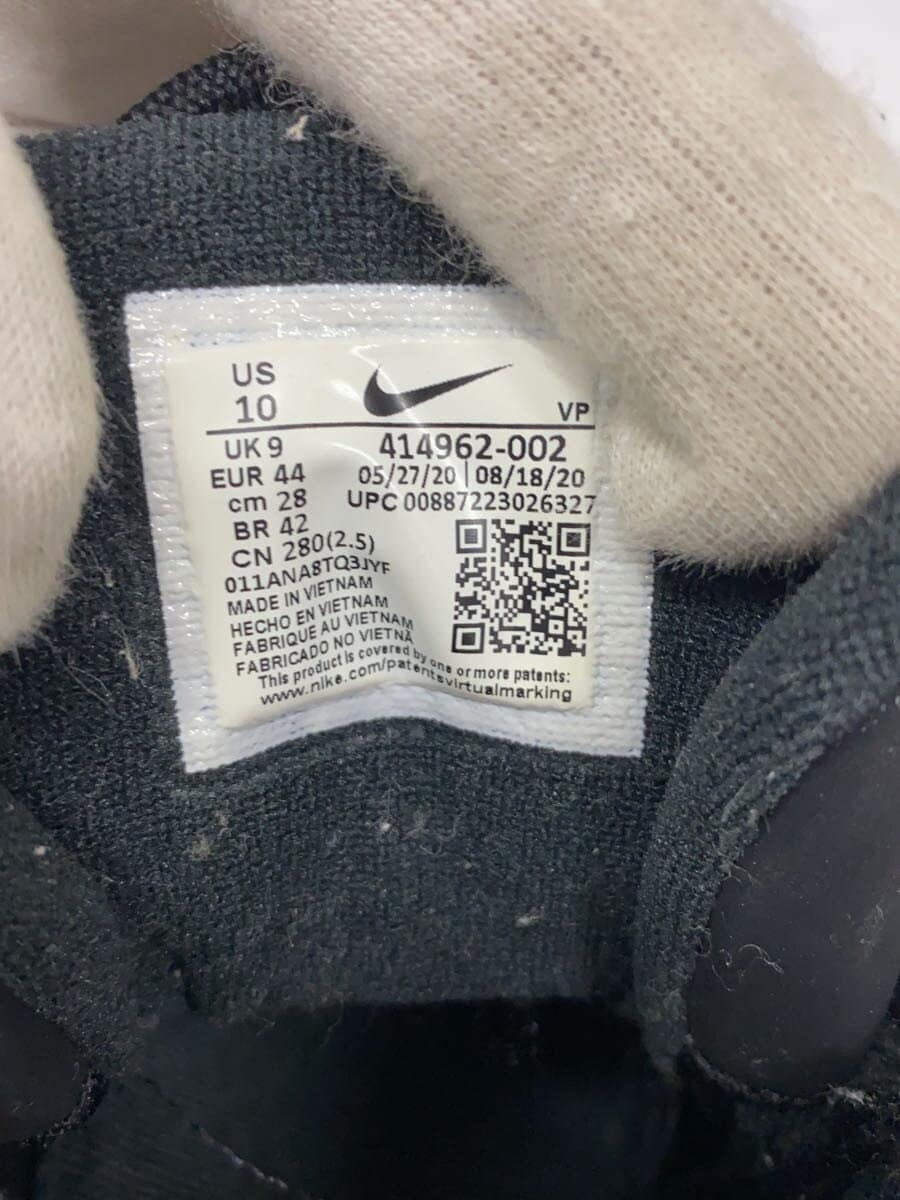 US
10
VP
UK 9
414962-002
EUR 44
05/27/20 | 08/18/20
cm 28
UPC 00887223026327
BR 42
CN 280(2.5)
011ANA8TQ3JYF
MADE IN VIETNAM
HECHO EN VIETNAM
FABRIQUE AU VIETNAM
FABRICADO NO VIETNÃ
This product is covered by one or more patents:
www.nike.com/patentsvirtualmarking